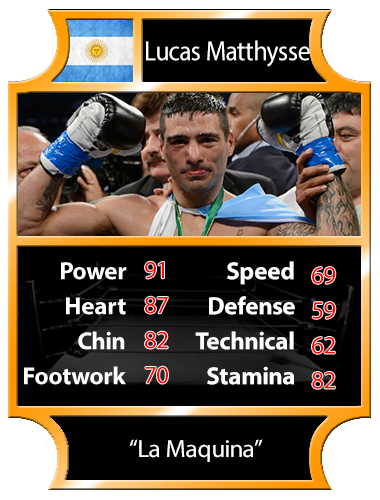 Lucas Matthysse
Power 91 Speed 69
Heart 87 Defense 59
Chin 82 Technical 62
Footwork 70 Stamina 82
“La Maquina”